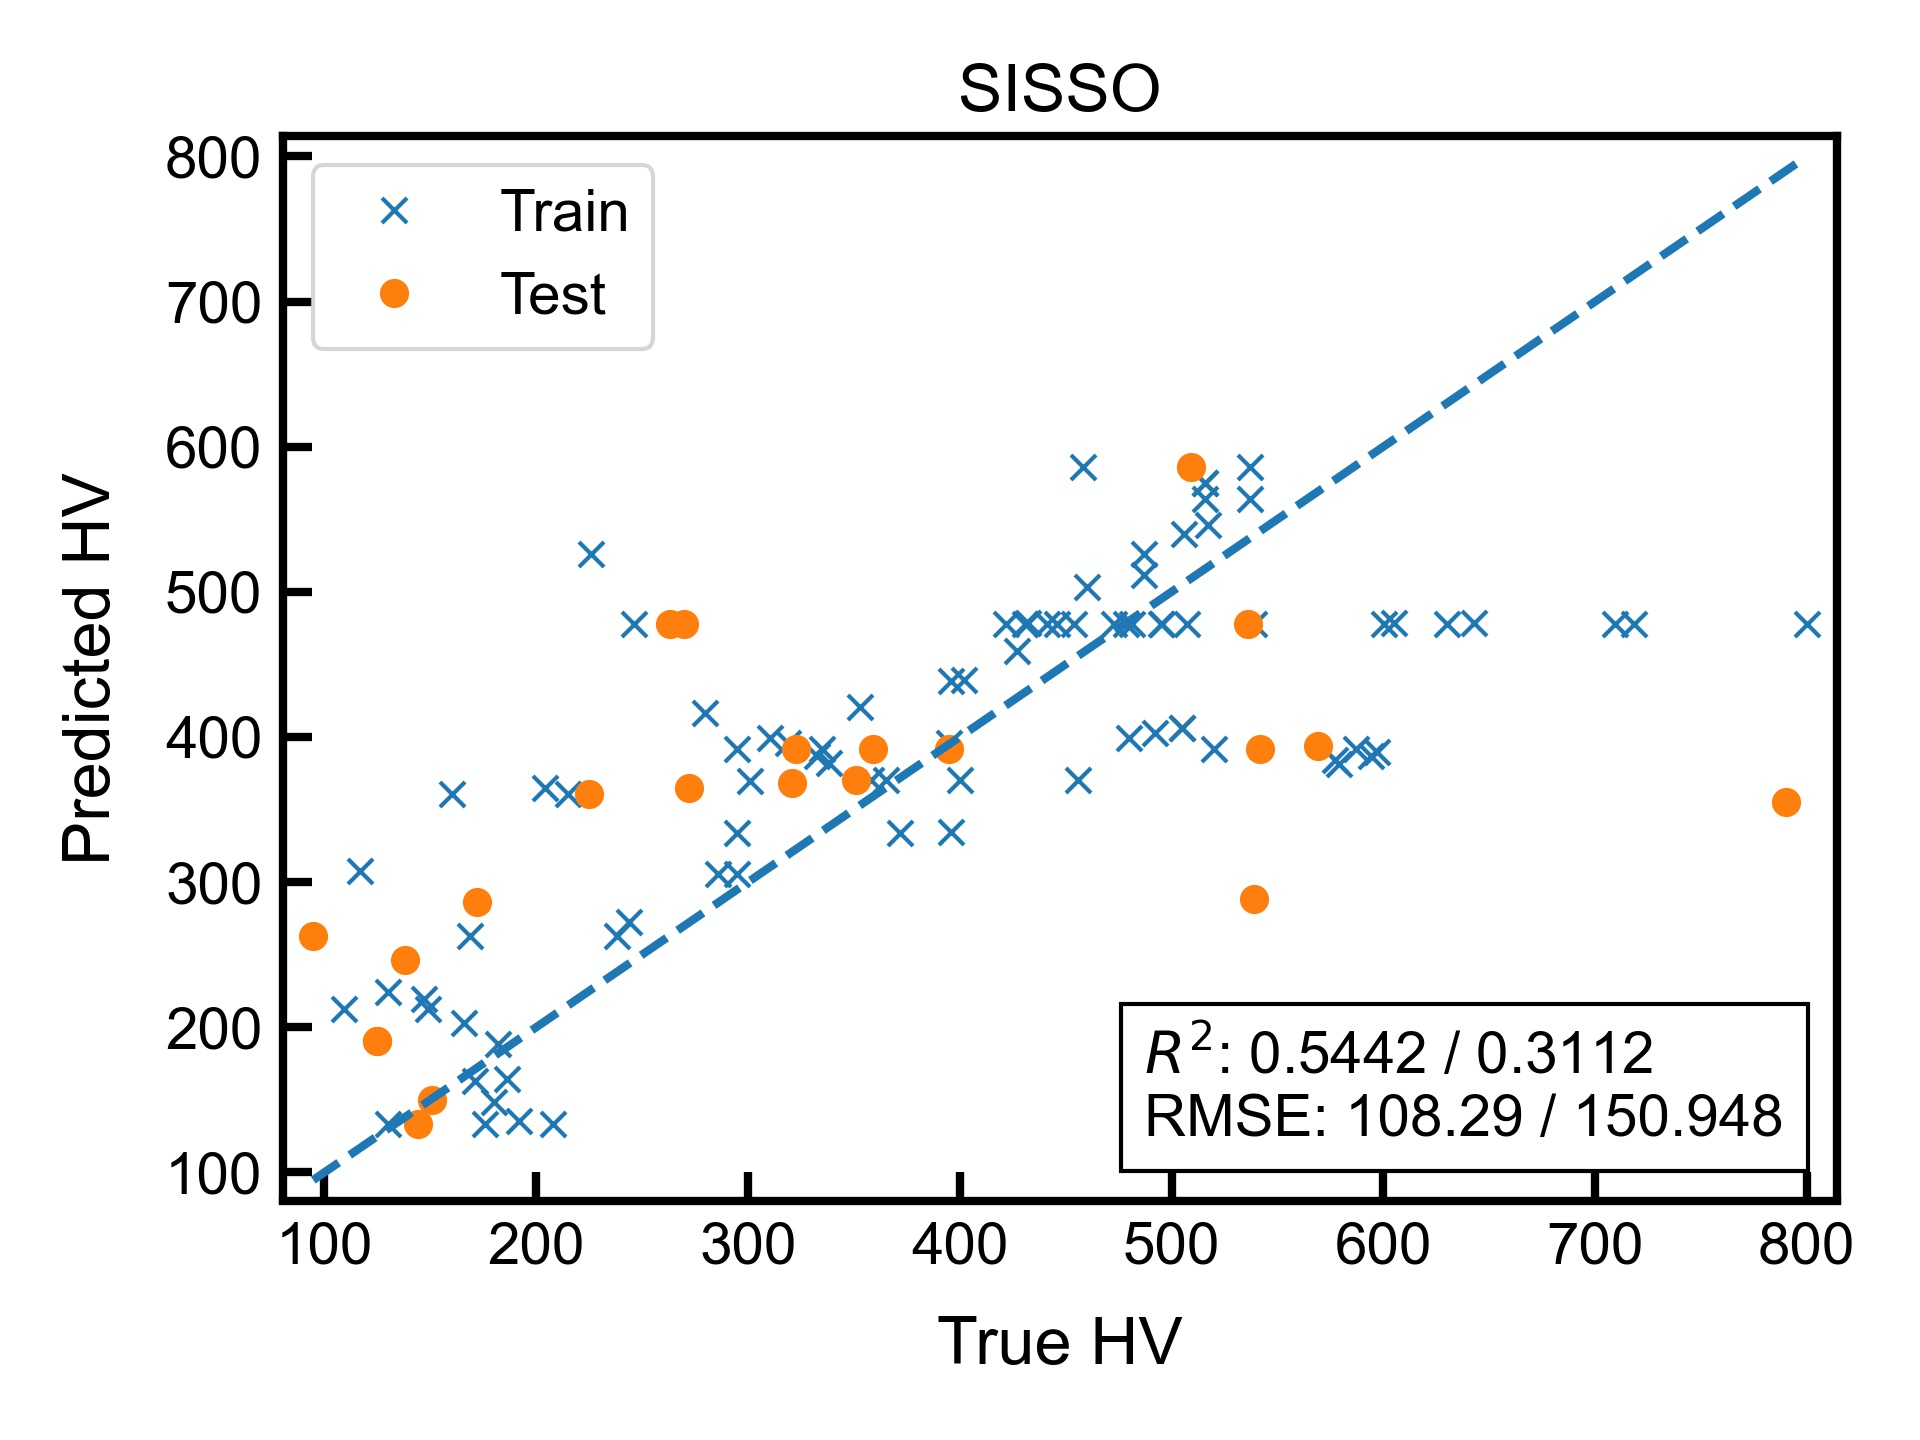 SISSO
800
700
600
500
400
300
200
100
Predicted HV
Train
Test
R²: 0.5442 / 0.3112
RMSE: 108.29 / 150.948
100 200 300 400 500 600 700 800
True HV